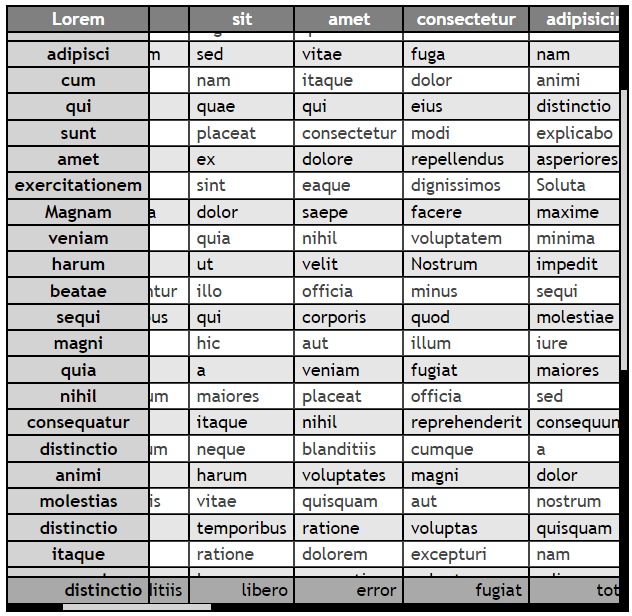 Lorem sit amet consectetur adipisicin
adipisci m sed vitae fuga nam
cum nam itaque dolor animi
qui quae qui eius distinctio
sunt placeat consectetur modi explicabo
amet ex dolore repellendus asperiores
exercitationem sint eaque dignissimos Soluta
Magnam a dolor saepe facere maxime
veniam quia nihil voluptatem minima
harum ut velit Nostrum impedit
beatae ntur illo officia minus sequi
sequi ous qui corporis quod molestiae
magni hic aut illum iure
quia a veniam fugiat maiores
nihil um maiores placeat officia sed
consequatur itaque nihil reprehenderit consequun
distinctio um neque blanditiis cumque a
animi harum voluptates magni dolor
molestias is vitae quisquam aut nostrum
distinctio temporibus ratione voluptas quisquam
itaque ratione dolorem excepturi nam
distinctio ditiis libero error fugiat tot